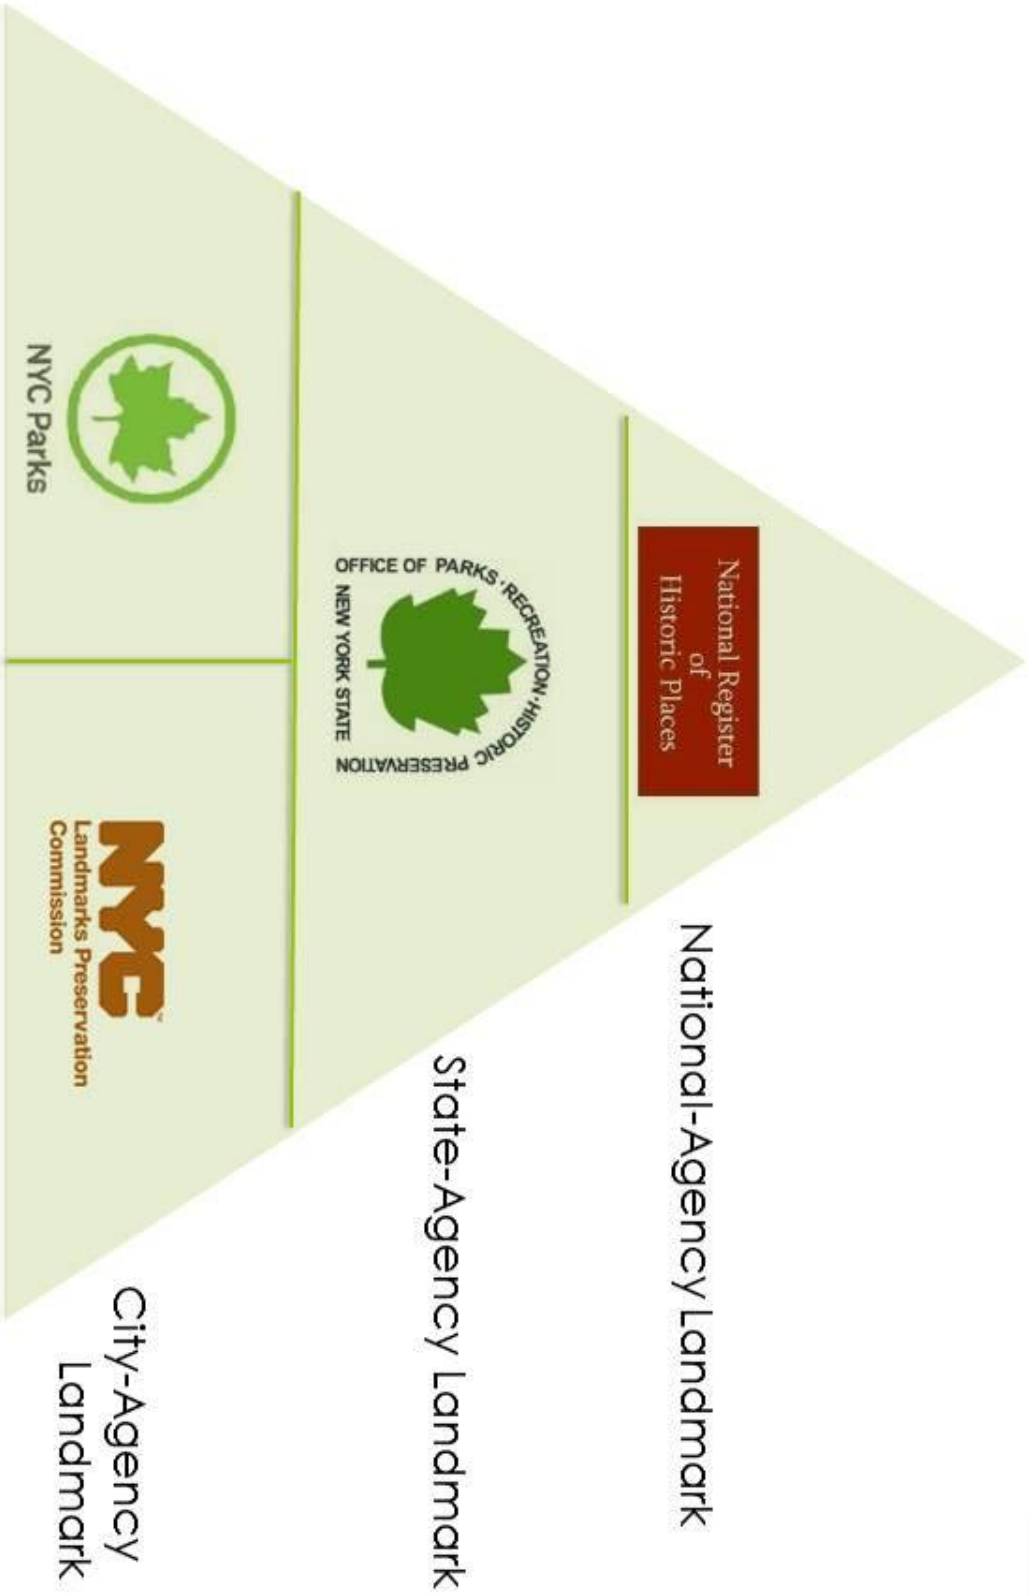 National Register
of
Historic Places
National-Agency Landmark
OFFICE OF PARKS · RECREATION · HISTORIC PRESERVATION
NEW YORK STATE
State-Agency Landmark
NYC Parks
NYC™
Landmarks Preservation
Commission
City-Agency
Landmark